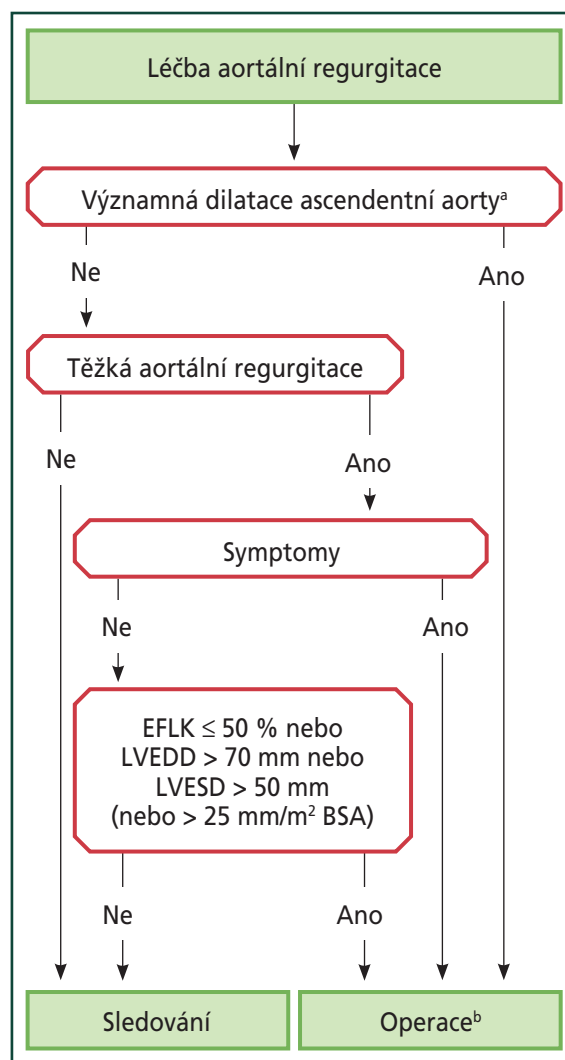 Léčba aortální regurgitace
Významná dilatace ascendentní aortyᵃ
Ne
Ano
Těžká aortální regurgitace
Ne
Ano
Symptomy
Ne
Ano
EFLK ≤ 50 % nebo
LVEDD > 70 mm nebo
LVESD > 50 mm
(nebo > 25 mm/m² BSA)
Ne
Ano
Sledování
Operaceᵇ